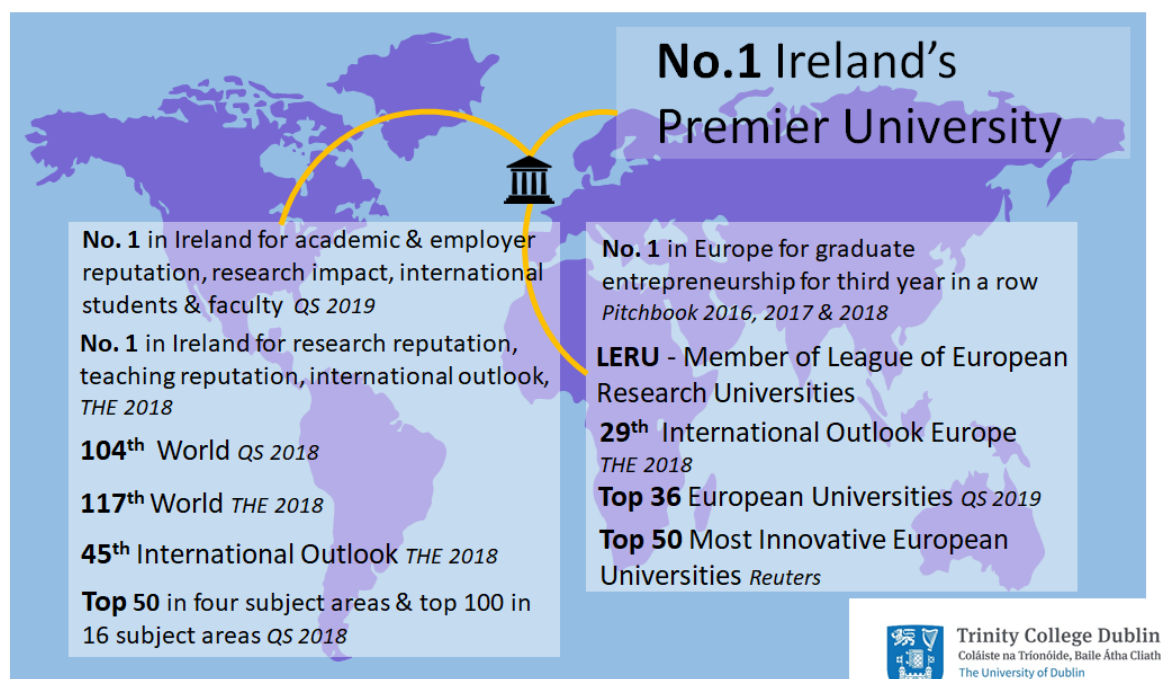 No.1 Ireland's
Premier University
No. 1 in Ireland for academic & employer
reputation, research impact, international
students & faculty QS 2019
No. 1 in Ireland for research reputation,
teaching reputation, international outlook,
THE 2018
104th World QS 2018
117th World THE 2018
45th International Outlook THE 2018
Top 50 in four subject areas & top 100 in
16 subject areas QS 2018
No. 1 in Europe for graduate
entrepreneurship for third year in a row
Pitchbook 2016, 2017 & 2018
LERU - Member of League of European
Research Universities
29th International Outlook Europe
THE 2018
Top 36 European Universities QS 2019
Top 50 Most Innovative European
Universities Reuters
Trinity College Dublin
Coláiste na Tríonóide, Baile Átha Cliath
The University of Dublin